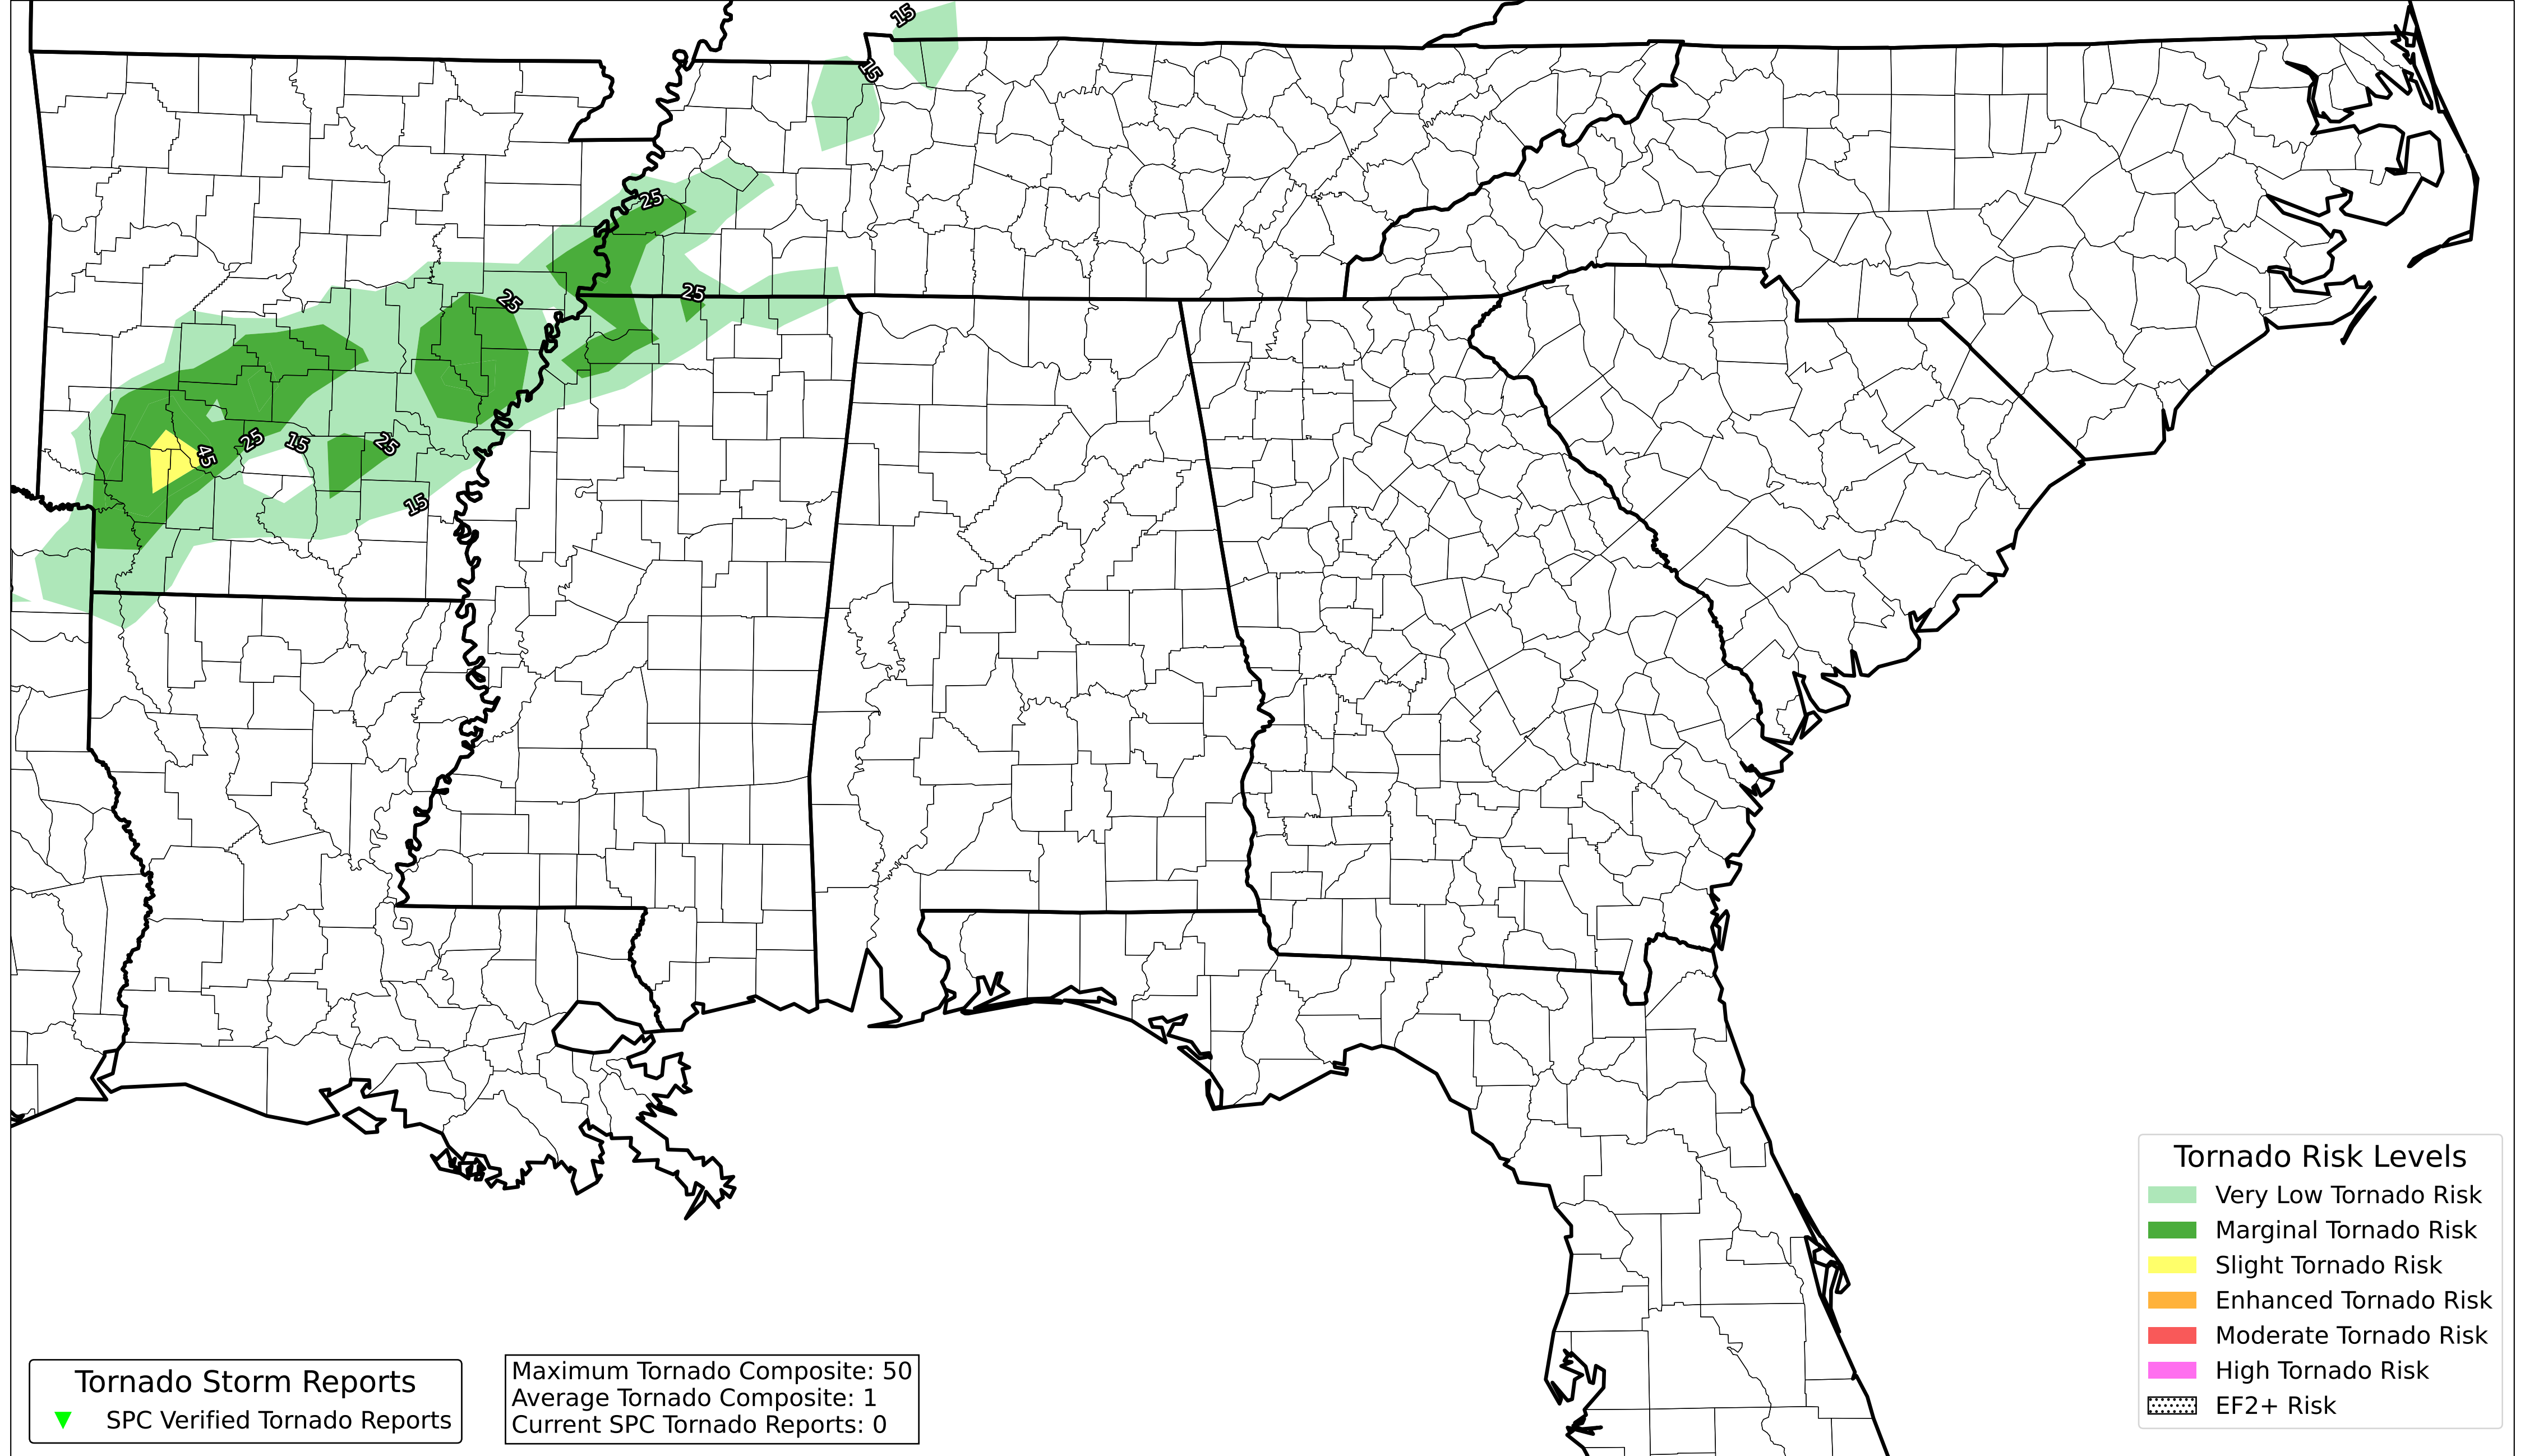 15
15
25
25
25
45
25
15
25
15
Tornado Risk Levels
Very Low Tornado Risk
Marginal Tornado Risk
Slight Tornado Risk
Enhanced Tornado Risk
Moderate Tornado Risk
High Tornado Risk
EF2+ Risk
Tornado Storm Reports
SPC Verified Tornado Reports
Maximum Tornado Composite: 50
Average Tornado Composite: 1
Current SPC Tornado Reports: 0